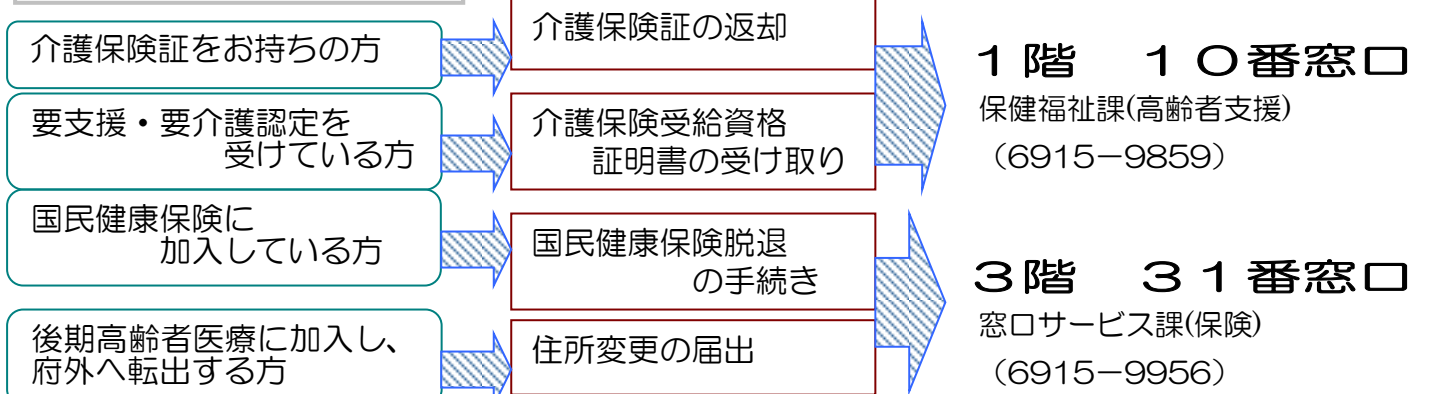 介護保険証をお持ちの方
介護保険証の返却
要支援・要介護認定を
受けている方
介護保険受給資格
証明書の受け取り
1階　10番窓口
保健福祉課(高齢者支援)
（6915－9859）
国民健康保険に
加入している方
国民健康保険脱退
の手続き
後期高齢者医療に加入し、
府外へ転出する方
住所変更の届出
3階　31番窓口
窓口サービス課(保険)
（6915－9956）